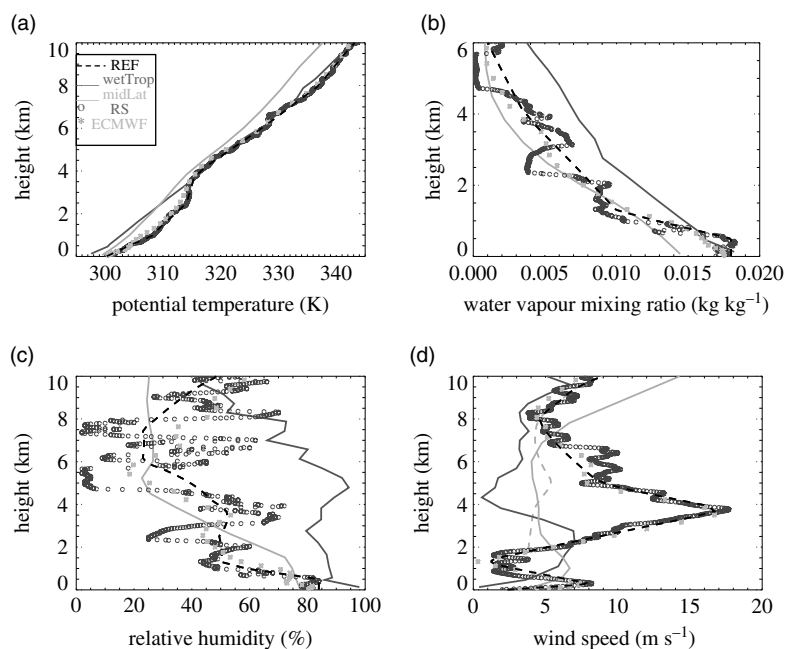 (a)
10
8
6
4
2
0
height (km)
REF
wetTrop
midLat
RS
* ECMWF
300 310 320 330 340
potential temperature (K)
(b)
6
4
2
0
height (km)
0.000 0.005 0.010 0.015 0.020
water vapour mixing ratio (kg kg⁻¹)
(c)
10
8
6
4
2
0
height (km)
0 20 40 60 80 100
relative humidity (%)
(d)
10
8
6
4
2
0
height (km)
0 5 10 15 20
wind speed (m s⁻¹)